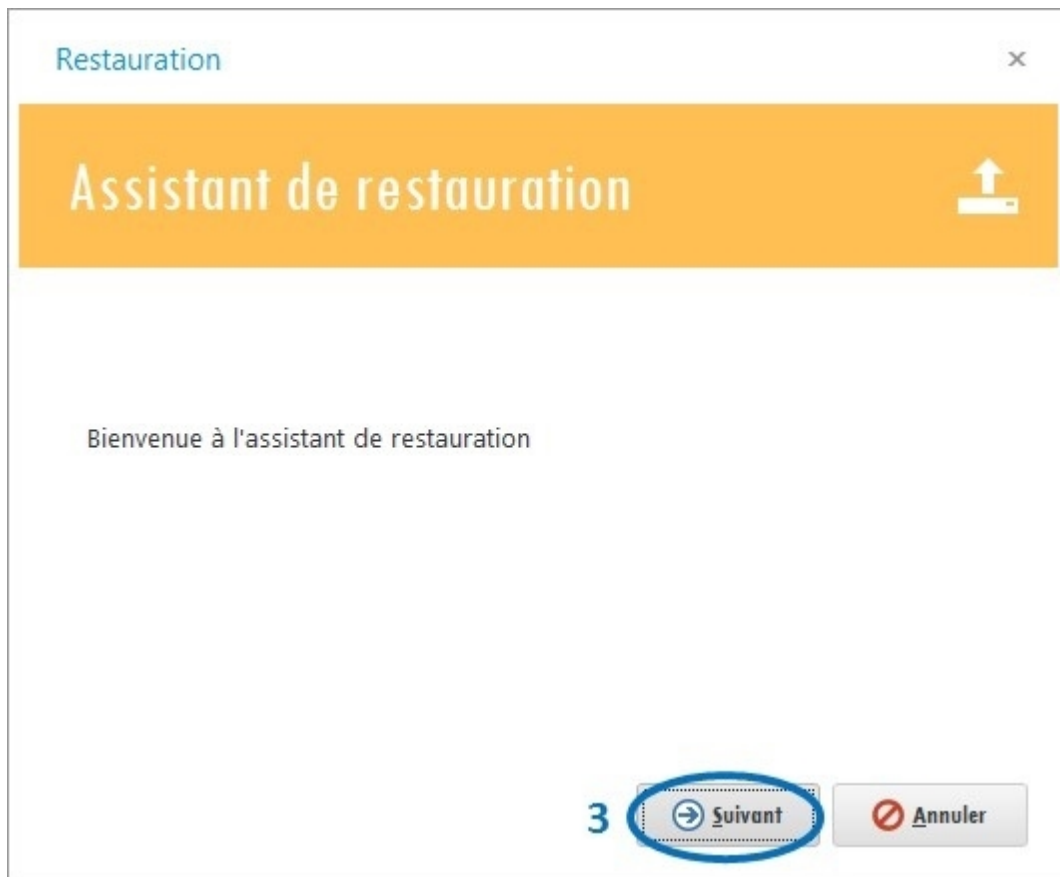 Restauration
Assistant de restauration
Bienvenue à l'assistant de restauration
3 Suivant Annuler